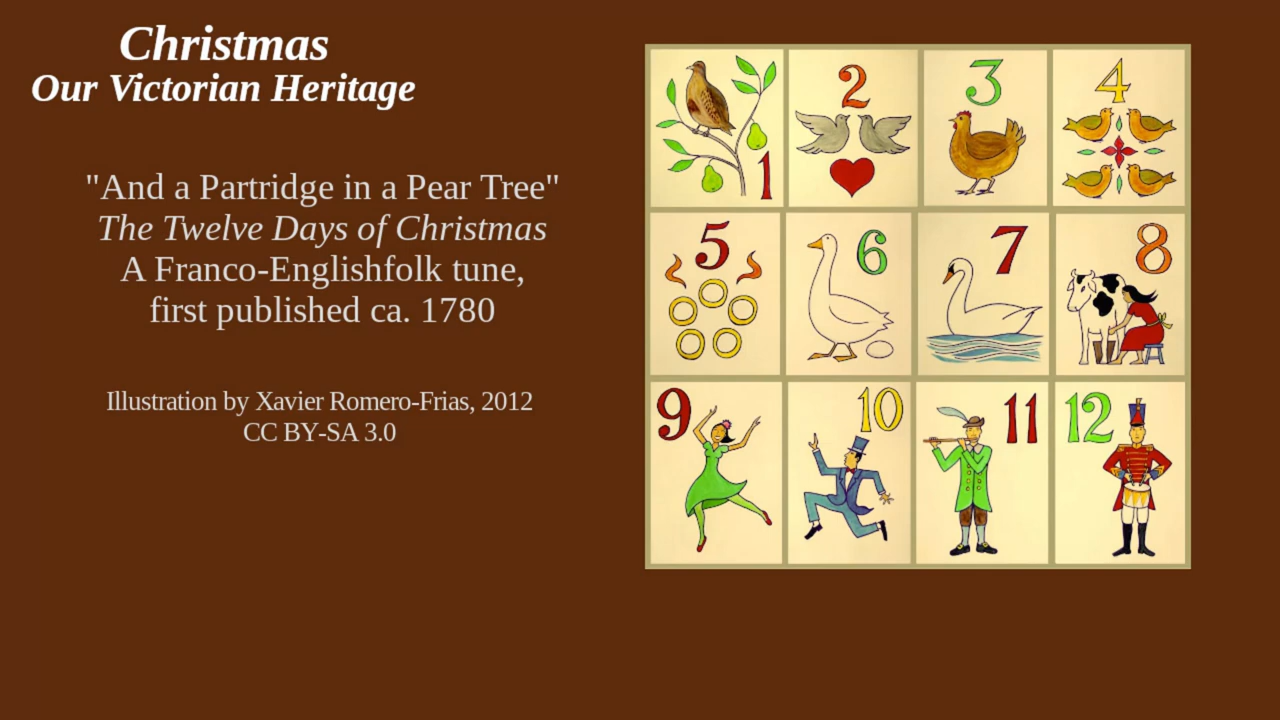 Christmas
Our Victorian Heritage
"And a Partridge in a Pear Tree"
The Twelve Days of Christmas
A Franco-Englishfolk tune,
first published ca. 1780
Illustration by Xavier Romero-Frias, 2012
CC BY-SA 3.0
1
2
3
4
5
6
7
8
9
10
11
12